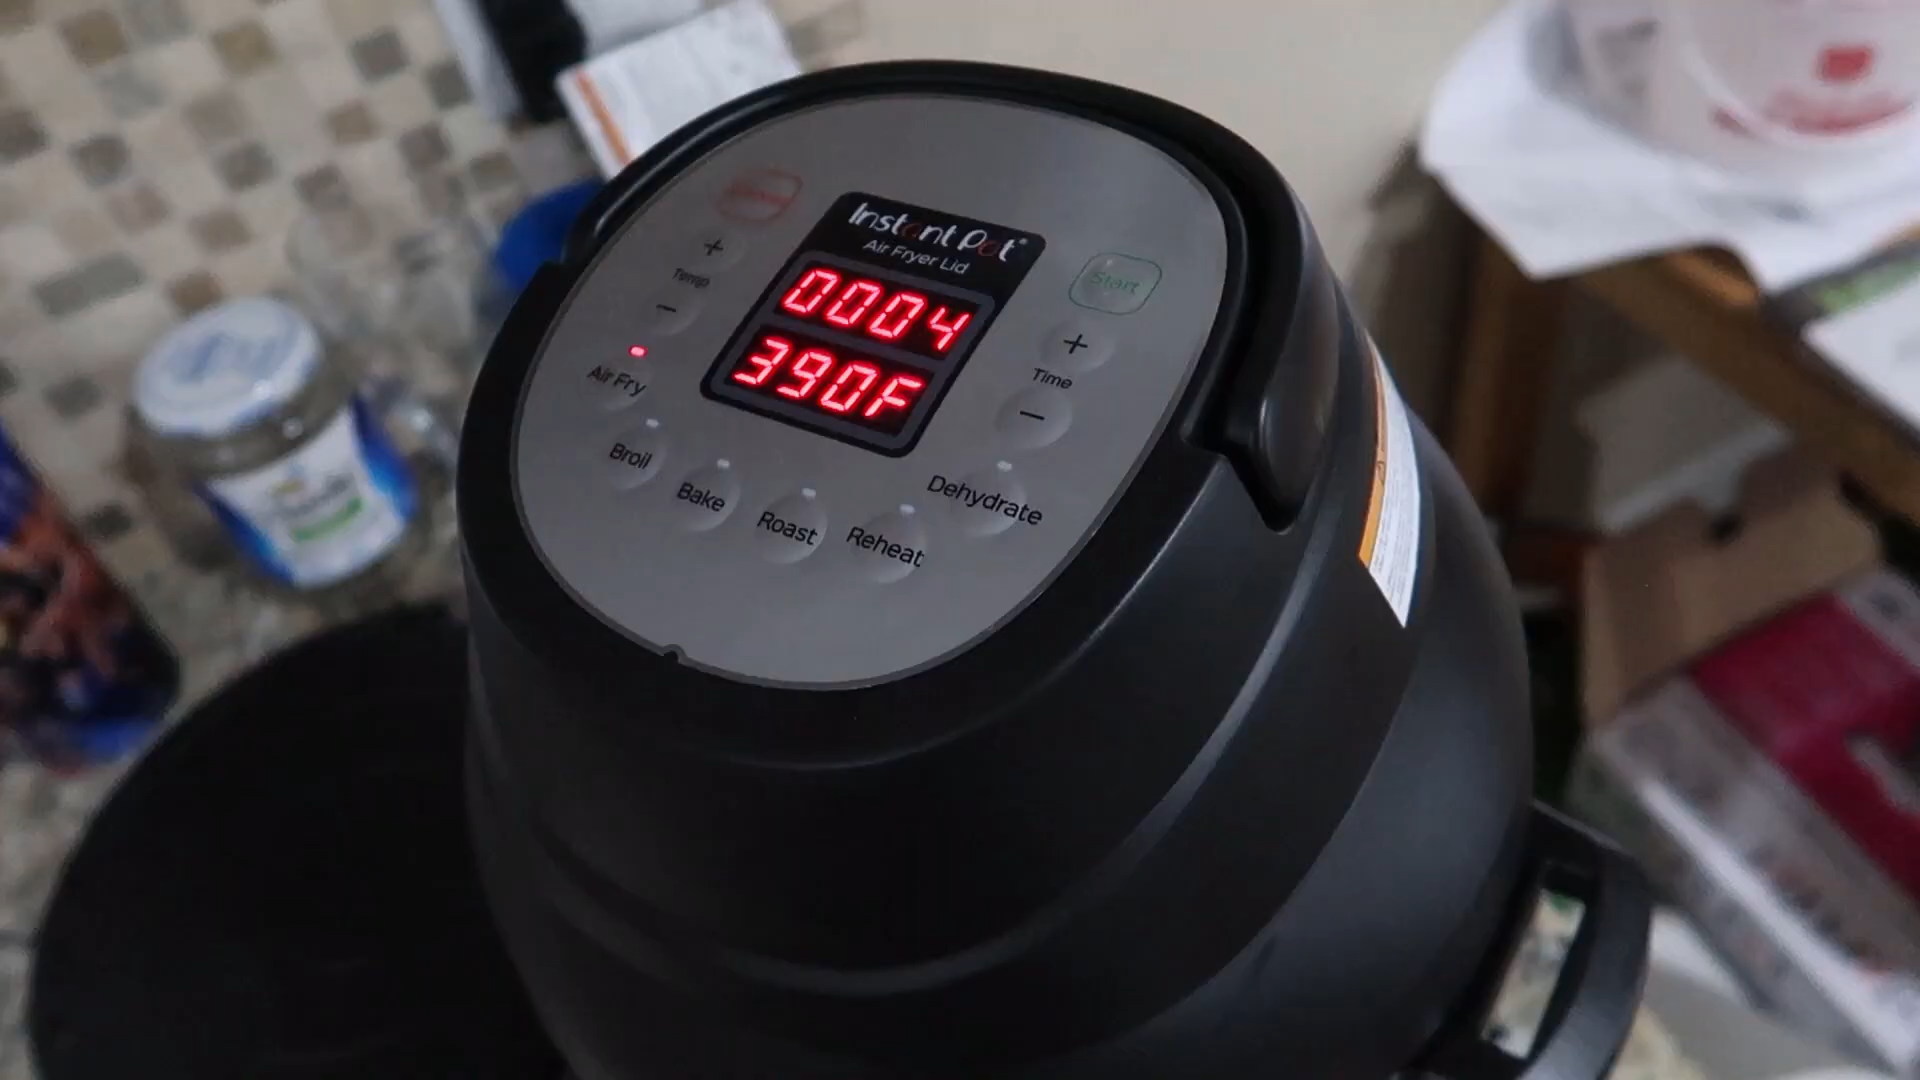 Instant Pot®
Air Fryer Lid
0004
390F
+
Temp
−
Start
+
Time
−
Air Fry
Broil
Bake
Roast
Reheat
Dehydrate